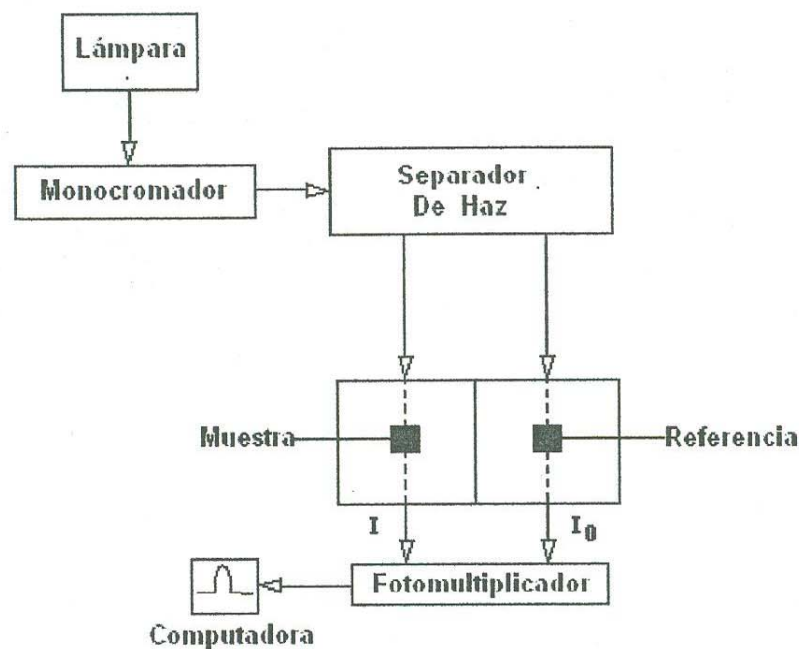 Lámpara
Monocromador
Separador
De Haz
Muestra
Referencia
I
I₀
Fotomultiplicador
Computadora